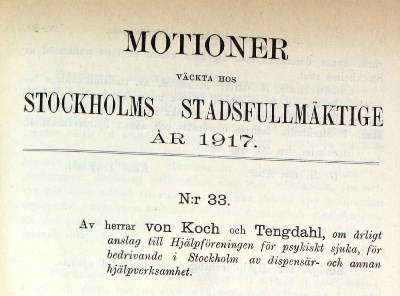 MOTIONER
VÄCKTA HOS
STOCKHOLMS STADSFULLMÄKTIGE
ÅR 1917.
N:r 33.
Av herrar von Koch och Tengdahl, om årligt
anslag till Hjälpföreningen för psykiskt sjuka, för
bedrivande i Stockholm av dispensär- och annan
hjälpverksamhet.